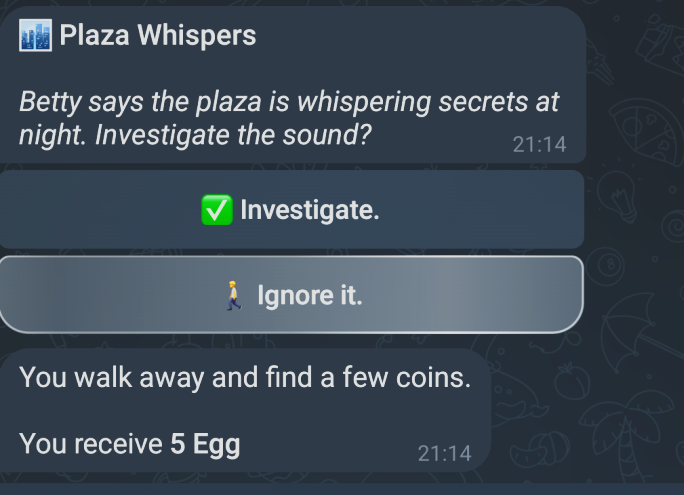 🏙️ Plaza Whispers
Betty says the plaza is whispering secrets at
night. Investigate the sound?
21:14
✅ Investigate.
🚶 Ignore it.
You walk away and find a few coins.
You receive 5 Egg
21:14